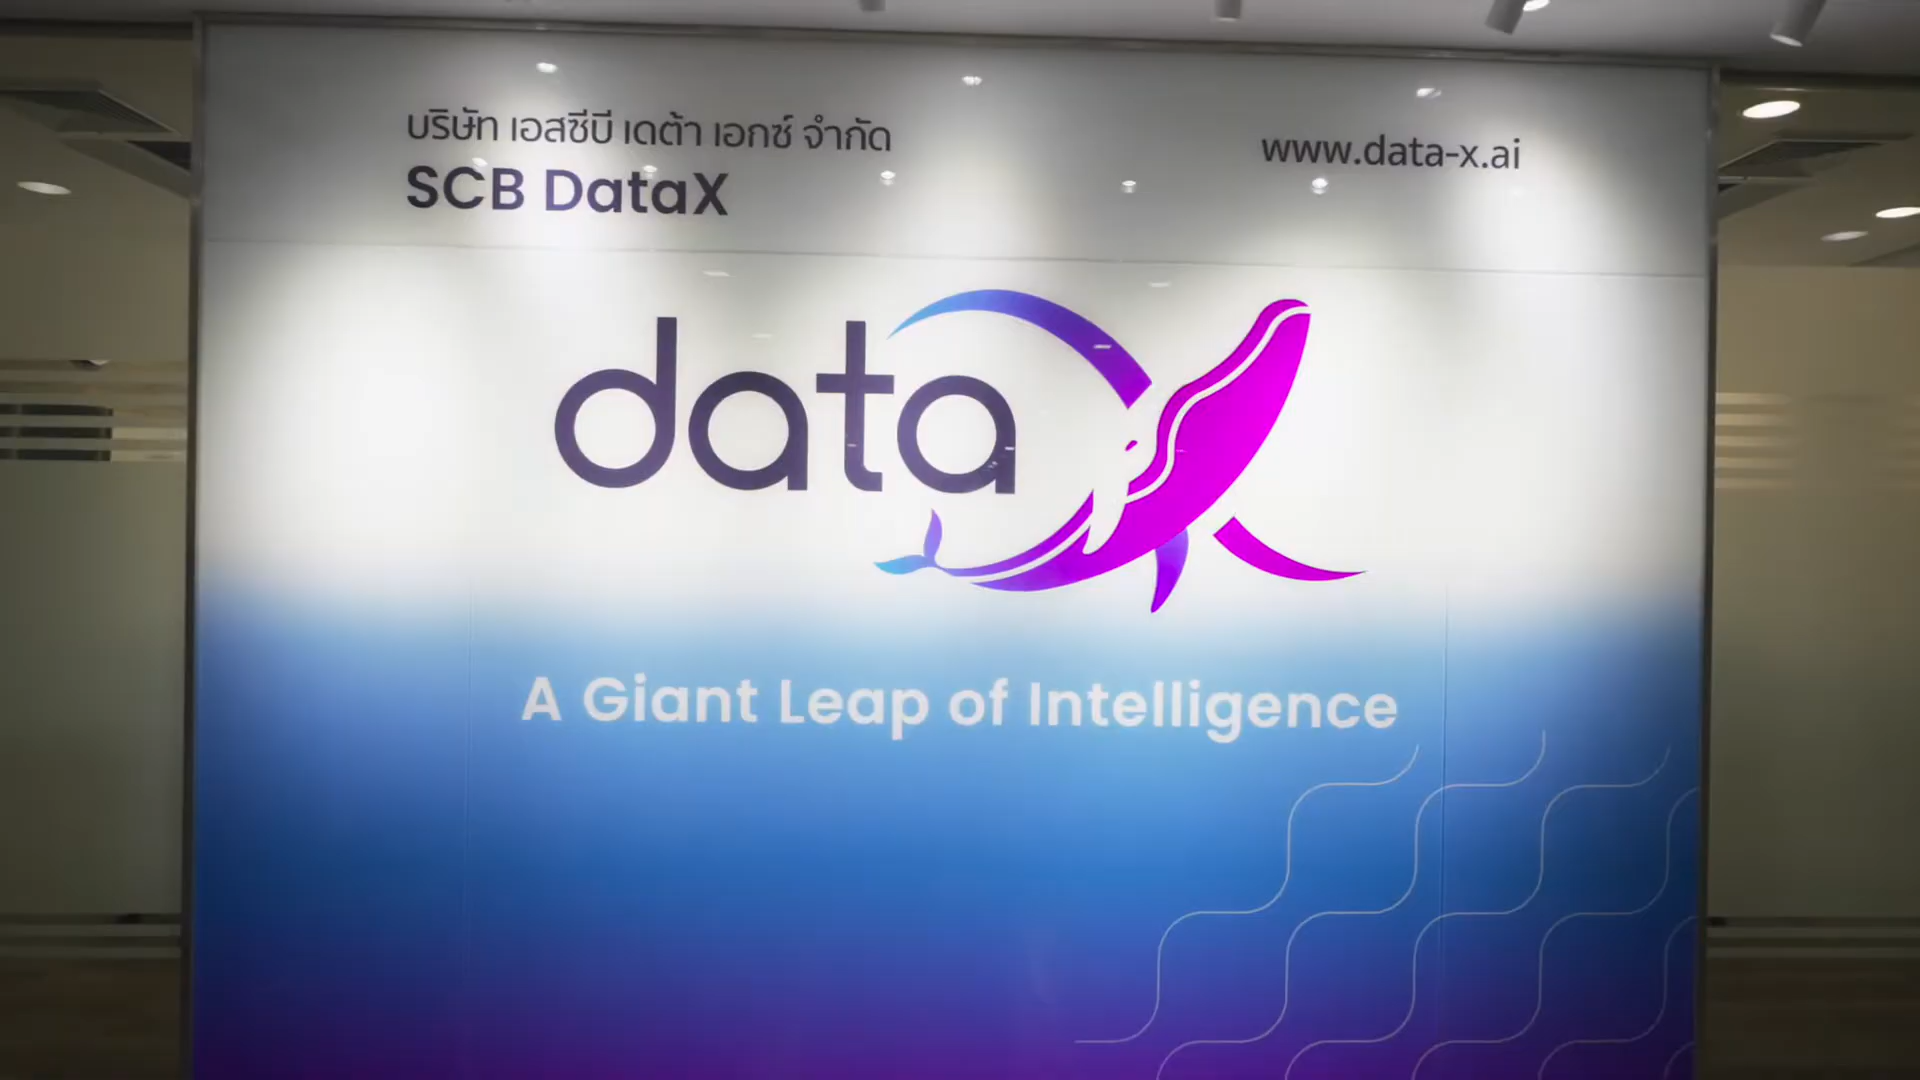 บริษัท เอสซีบี เดต้า เอกซ์ จำกัด
SCB DataX
www.data-x.ai
dataX
A Giant Leap of Intelligence